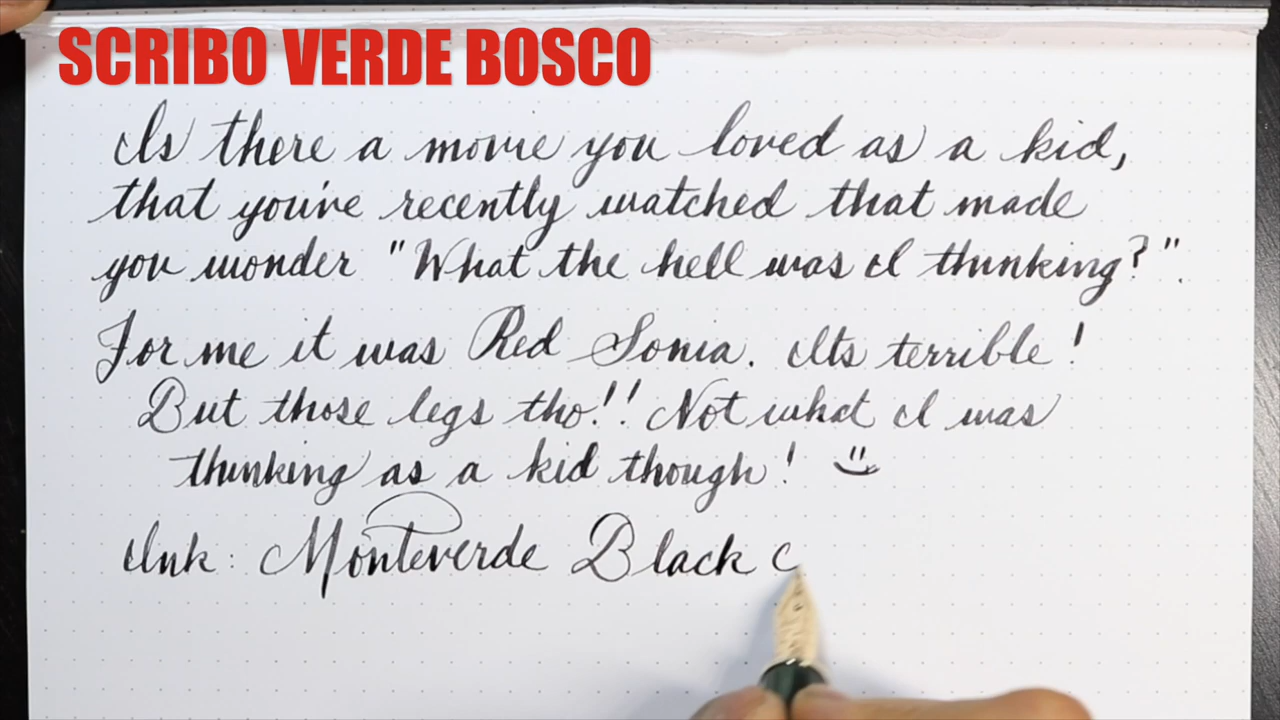 SCRIBO VERDE BOSCO
Is there a movie you loved as a kid,
that you've recently watched that made
you wonder "What the hell was I thinking?".
For me it was Red Sonia. Its terrible!
But those legs tho!! Not what I was
thinking as a kid though! :)
Ink: Monteverde Black C